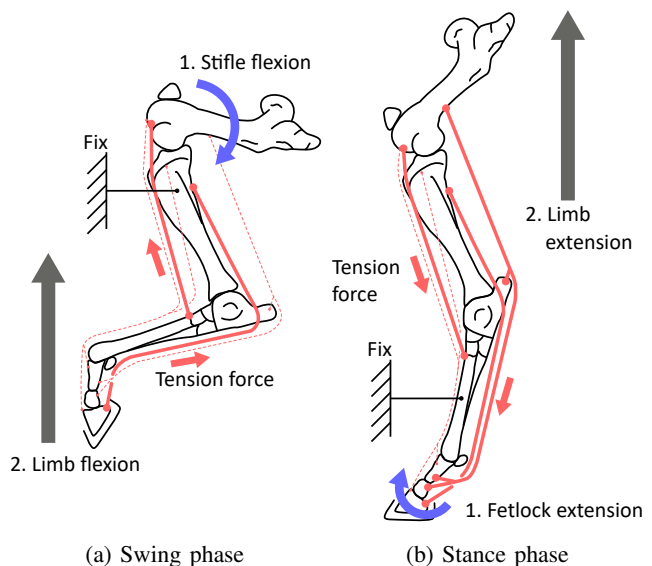 1. Stifle flexion
Fix
Tension force
2. Limb flexion
(a) Swing phase
2. Limb
extension
Tension
force
Fix
1. Fetlock extension
(b) Stance phase